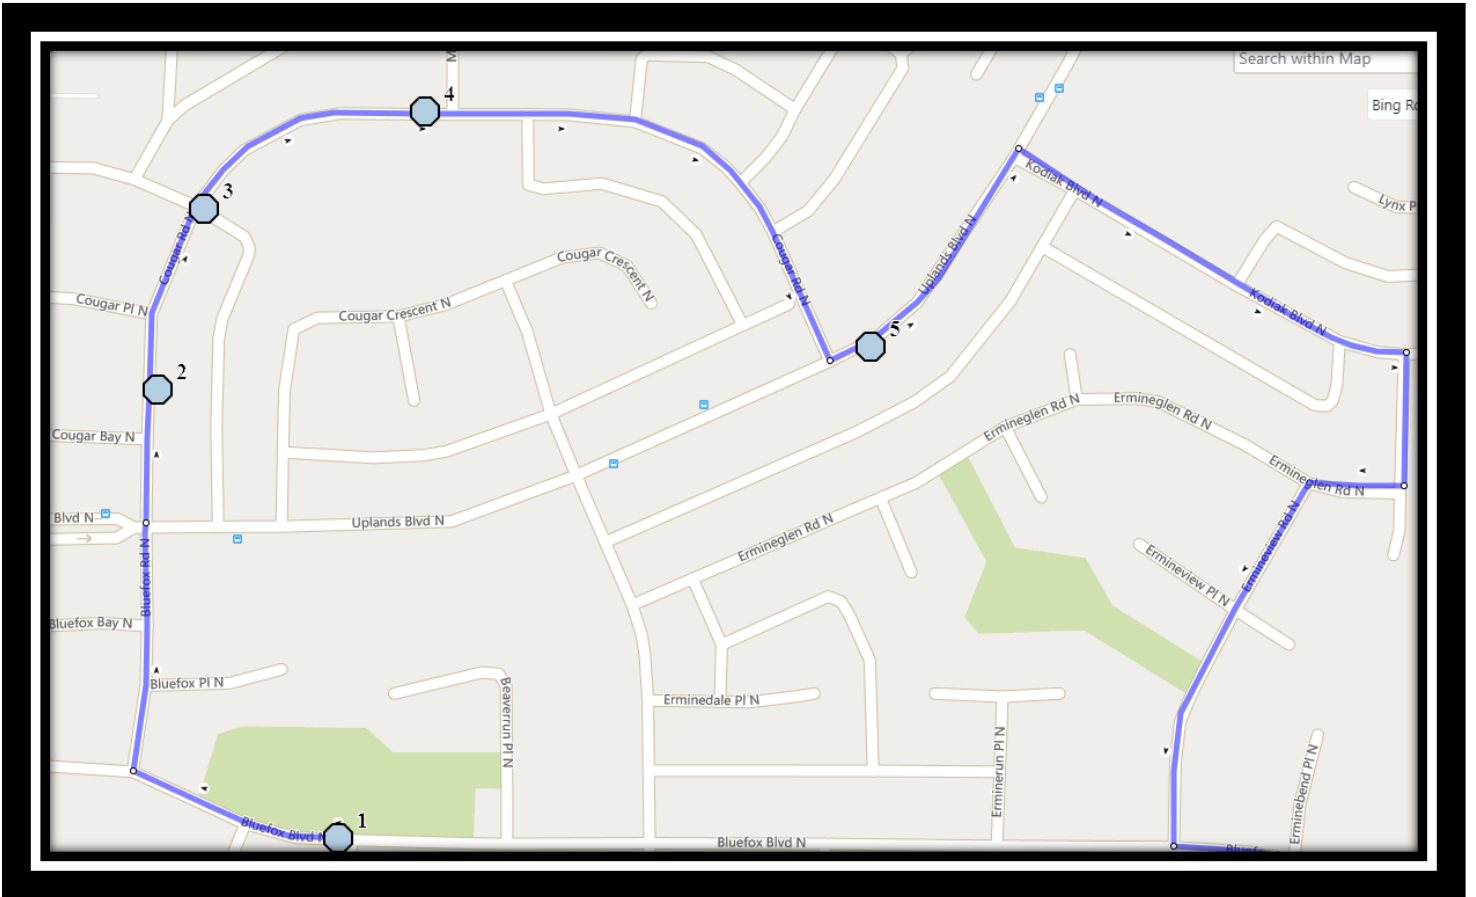 M
Search within Map
4
Bing Ro
3
Kodiak Blvd N
Lynx P
Cougar Rd N
Uplands Blvd N
Cougar Rd N
Cougar Crescent N
Cougar Pl N
Cougar Crescent N
Kodiak Blvd N
5
2
Ermineglen Rd N
Ermineglen Rd N
Cougar Bay N
Ermineglen Rd N
Blvd N
Uplands Blvd N
Ermineglen Rd N
Ermineview Rd N
Bluefox Rd N
Ermineview Pl N
Bluefox Bay N
Bluefox Pl N
Beaverrun Pl N
Erminedale Pl N
Erminerun Pl N
Erminebend Pl N
1
Bluefox Blvd N
Bluefox Blvd N